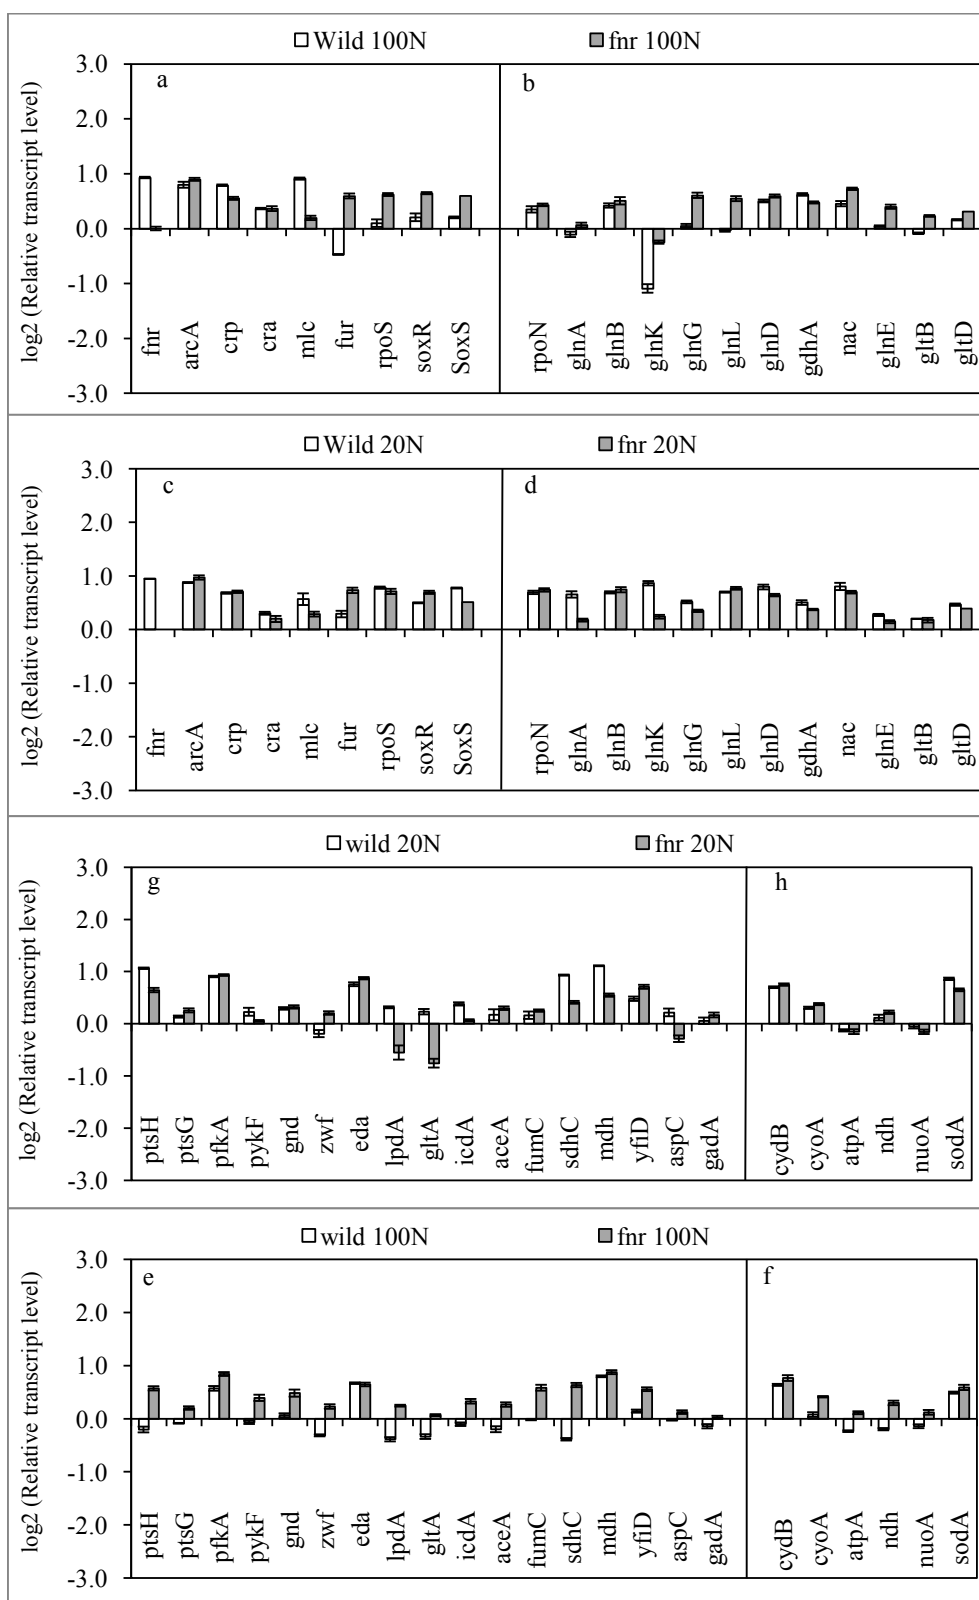 Wild 100N fnr 100N
log2 (Relative transcript level)
3.0
2.0
1.0
0.0
-1.0
-2.0
-3.0
a
b
fnr arcA crp cra mlc fur rpoS soxR SoxS rpoN glnA glnB glnK glnG glnL glnD gdhA nac glnE gltB gltD
Wild 20N fnr 20N
log2 (Relative transcript level)
3.0
2.0
1.0
0.0
-1.0
-2.0
-3.0
c
d
fnr arcA crp cra mlc fur rpoS soxR SoxS rpoN glnA glnB glnK glnG glnL glnD gdhA nac glnE gltB gltD
wild 20N fnr 20N
log2 (Relative transcript level)
3.0
2.0
1.0
0.0
-1.0
-2.0
-3.0
g
h
ptsH ptsG pfkA pykF gnd zwf eda lpdA gltA icdA aceA fumC sdhC mdh yfiD aspC gadA cydB cyoA atpA ndh nuoA sodA
wild 100N fnr 100N
log2 (Relative transcript level)
3.0
2.0
1.0
0.0
-1.0
-2.0
-3.0
e
f
ptsH ptsG pfkA pykF gnd zwf eda lpdA gltA icdA aceA fumC sdhC mdh yfiD aspC gadA cydB cyoA atpA ndh nuoA sodA